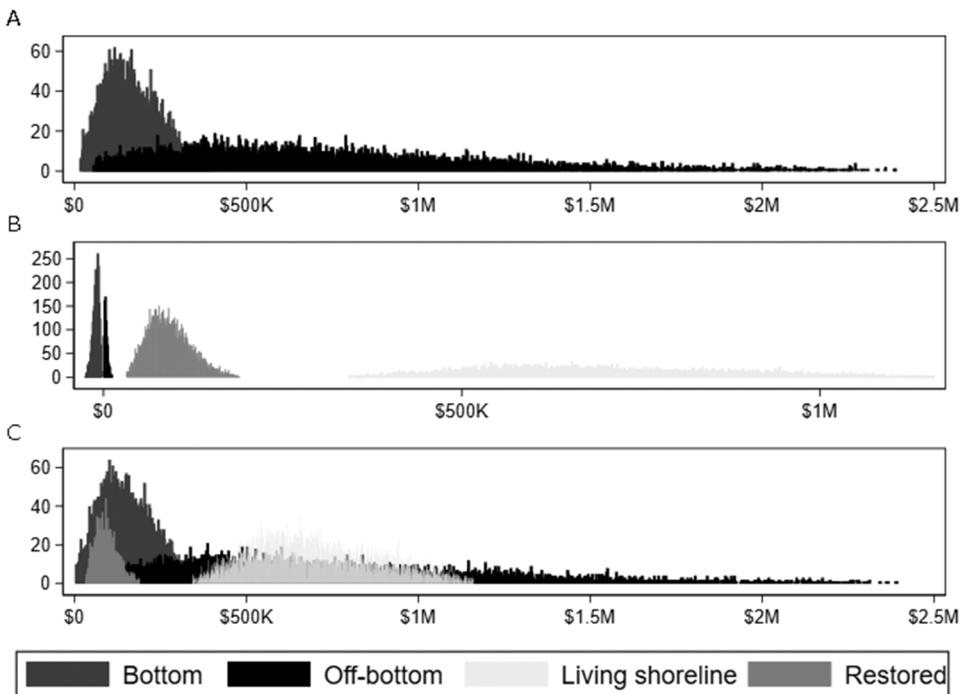 A
60
40
20
0
$0 $500K $1M $1.5M $2M $2.5M
B
250
200
150
100
50
0
$0 $500K $1M
C
60
40
20
0
$0 $500K $1M $1.5M $2M $2.5M
Bottom Off-bottom Living shoreline Restored